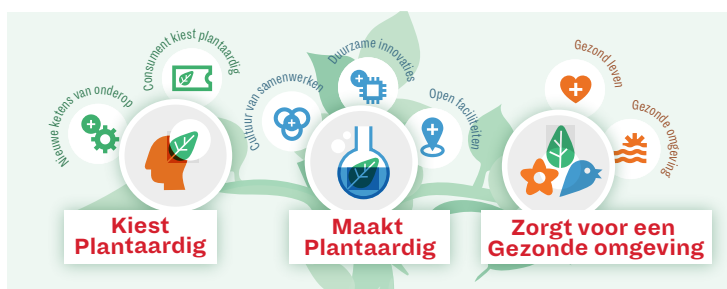 Nieuwe ketens van onderop
Consument kiest plantaardig
Kiest
Plantaardig
Cultuur van samenwerken
Duurzame innovaties
Open faciliteiten
Maakt
Plantaardig
Gezond leven
Gezonde omgeving
Zorgt voor een
Gezonde omgeving